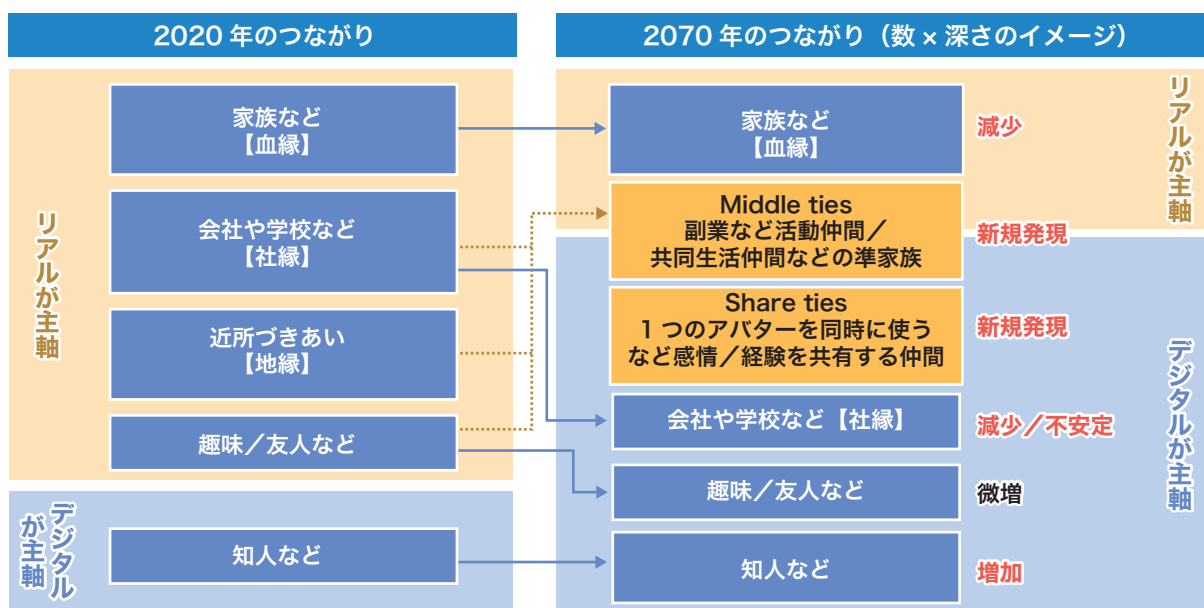 2020 年のつながり
リアルが主軸
家族など
【血縁】
会社や学校など
【社縁】
近所づきあい
【地縁】
趣味／友人など
デジタル
が主軸
知人など
2070 年のつながり（数 × 深さのイメージ）
リアルが主軸
家族など
【血縁】
減少
Middle ties
副業など活動仲間／
共同生活仲間などの準家族
新規発現
デジタルが主軸
Share ties
1 つのアバターを同時に使う
など感情／経験を共有する仲間
新規発現
会社や学校など【社縁】
減少／不安定
趣味／友人など
微増
知人など
増加